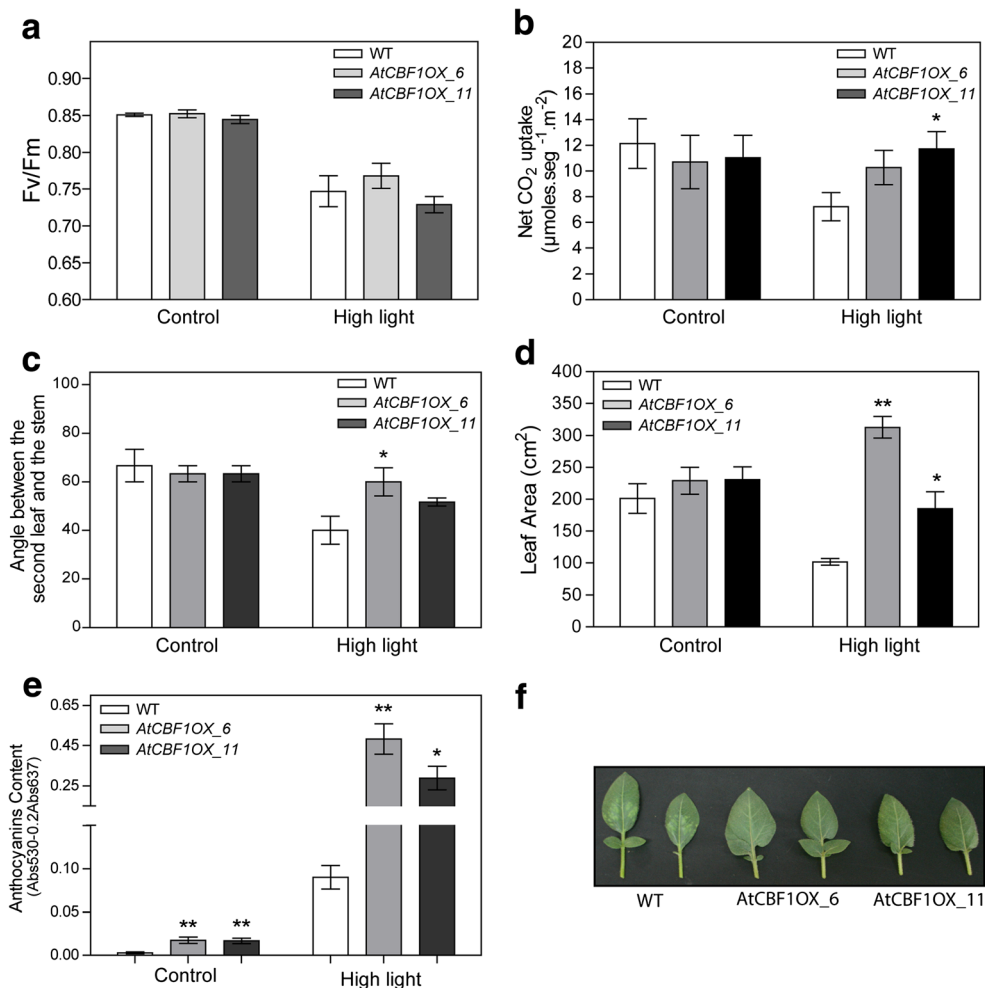 a
WT
AtCBF1OX_6
AtCBF1OX_11
Fv/Fm
0.90
0.85
0.80
0.75
0.70
0.65
0.60
Control
High light
b
WT
AtCBF1OX_6
AtCBF1OX_11
Net CO2 uptake
(µmoles.seg-1.m-2)
20
18
16
14
12
10
8
6
4
2
0
*
Control
High light
c
WT
AtCBF1OX_6
AtCBF1OX_11
Angle between the
second leaf and the stem
100
80
60
40
20
0
*
Control
High light
d
WT
AtCBF1OX_6
AtCBF1OX_11
Leaf Area (cm2)
400
350
300
250
200
150
100
50
0
**
*
Control
High light
e
WT
AtCBF1OX_6
AtCBF1OX_11
Anthocyanins Content
(Abs530-0.2Abs637)
0.65
0.45
0.25
0.10
0.05
0.00
** **
**
*
Control
High light
f
WT
AtCBF1OX_6
AtCBF1OX_11